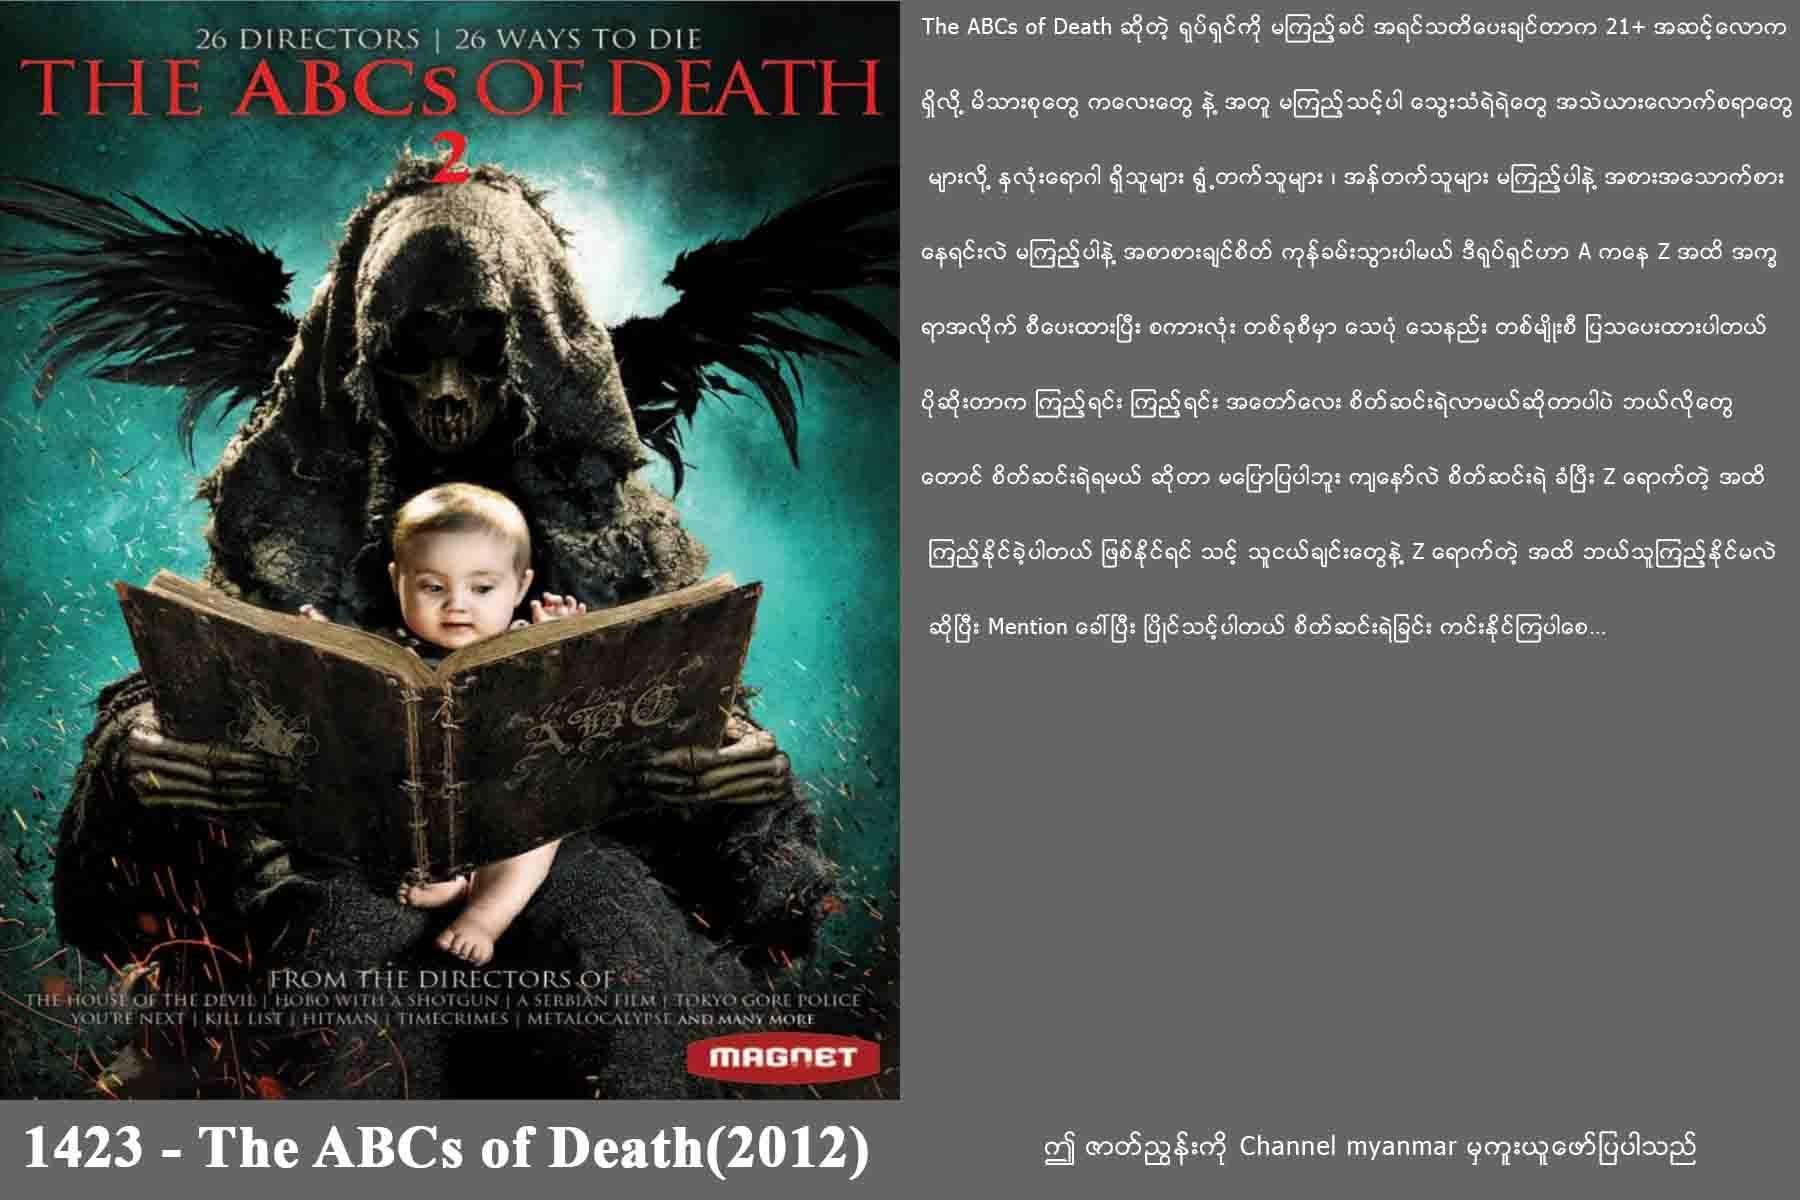 26 DIRECTORS | 26 WAYS TO DIE
THE ABCs OF DEATH
2
FROM THE DIRECTORS OF
THE HOUSE OF THE DEVIL | HOBO WITH A SHOTGUN | A SERBIAN FILM | TOKYO GORE POLICE
YOU'RE NEXT | KILL LIST | HITMAN | TIMECRIMES | METALOCALYPSE AND MANY MORE
MAGNET
1423 - The ABCs of Death(2012)
The ABCs of Death ဆိုတဲ့ ရုပ်ရှင်ကို မကြည့်ခင် အရင်သတိပေးချင်တာက 21+ အဆင့်လောက
ရှိလို့ မိသားစုတွေ ကလေးတွေ နဲ့ အတူ မကြည့်သင့်ပါ သွေးသံရဲရဲတွေ အသဲယားလောက်စရာတွေ
များလို့ နှလုံးရောဂါ ရှိသူများ ရွံ့တက်သူများ ၊ အန်တက်သူများ မကြည့်ပါနဲ့ အစားအသောက်စား
နေရင်းလဲ မကြည့်ပါနဲ့ အစာစားချင်စိတ် ကုန်ခမ်းသွားပါမယ် ဒီရုပ်ရှင်ဟာ A ကနေ Z အထိ အက္ခ
ရာအလိုက် စီပေးထားပြီး စကားလုံး တစ်ခုစီမှာ သေပုံ သေနည်း တစ်မျိုးစီ ပြသပေးထားပါတယ်
ပိုဆိုးတာက ကြည့်ရင်း ကြည့်ရင်း အတော်လေး စိတ်ဆင်းရဲလာမယ်ဆိုတာပါပဲ ဘယ်လိုတွေ
တောင် စိတ်ဆင်းရဲရမယ် ဆိုတာ မပြောပြပါဘူး ကျနော်လဲ စိတ်ဆင်းရဲ ခံပြီး Z ရောက်တဲ့ အထိ
ကြည့်နိုင်ခဲ့ပါတယ် ဖြစ်နိုင်ရင် သင့် သူငယ်ချင်းတွေနဲ့ Z ရောက်တဲ့ အထိ ဘယ်သူကြည့်နိုင်မလဲ
ဆိုပြီး Mention ခေါ်ပြီး ပြိုင်သင့်ပါတယ် စိတ်ဆင်းရဲခြင်း ကင်းနိုင်ကြပါစေ...
ဤ ဇာတ်ညွှန်းကို Channel myanmar မှကူးယူဖော်ပြပါသည်